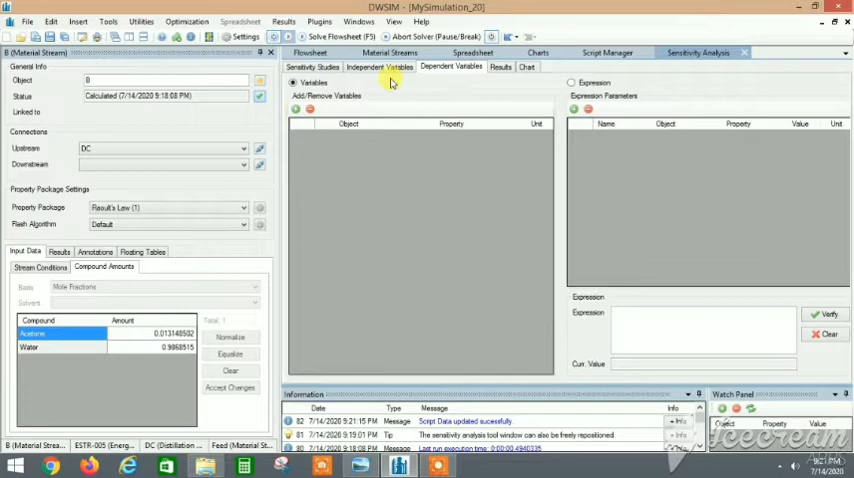 DWSIM - [MySimulation_20]
File Edit Insert Tools Utilities Optimization Spreadsheet Results Plugins Windows View Help
Settings Solve Flowsheet (F5) Abort Solver (Pause/Break)
B (Material Stream)
Flowsheet Material Streams Spreadsheet Charts Script Manager Sensitivity Analysis
Sensitivity Studies Independent Variables Dependent Variables Results Chart
General Info
Object B
Status Calculated (7/14/2020 9:18:08 PM)
Linked to
Connections
Upstream DC
Downstream
Property Package Settings
Property Package Raoult's Law (1)
Flash Algorithm Default
Input Data Results Annotations Floating Tables
Stream Conditions Compound Amounts
Basis Mole Fractions
Solvent
Compound Amount
Acetone 0.013148502
Water 0.9868515
Total: 1
Normalize
Equalize
Clear
Accept Changes
Variables
Add/Remove Variables
Object Property Unit
Expression
Expression Parameters
Name Object Property Value Unit
Expression
Expression
Verify
Clear
Curr. Value
Information
Date Type Message Info
82 7/14/2020 9:21:15 PM Message Script Data updated sucessfully. + Info
81 7/14/2020 9:19:01 PM Tip The sensitivity analysis tool window can also be freely repositioned.
80 7/14/2020 9:18:08 PM Message Last run execution time: 0:00:00.4940335 + Info
Watch Panel
Object Property Value
B (Material Strea... ESTR-005 (Energ... DC (Distillation ... Feed (Material St...
Icecream
APPS
9:21 PM
7/14/2020